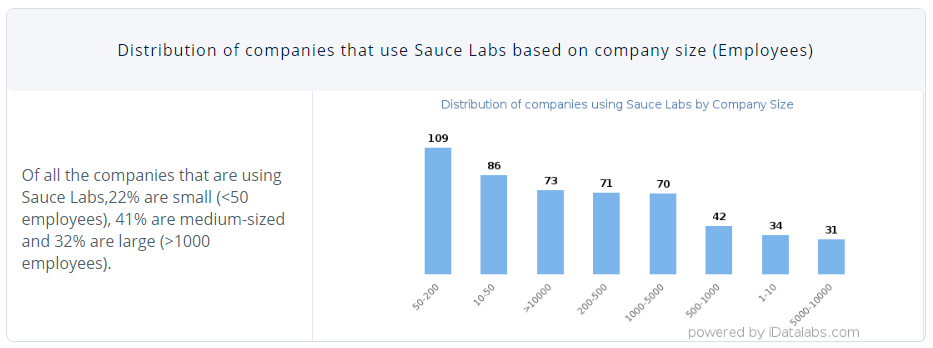 Distribution of companies that use Sauce Labs based on company size (Employees)
Of all the companies that are using
Sauce Labs,22% are small (<50
employees), 41% are medium-sized
and 32% are large (>1000
employees).
Distribution of companies using Sauce Labs by Company Size
109
86
73
71
70
42
34
31
50-200
10-50
>10000
200-500
1000-5000
500-1000
1-10
5000-10000
powered by iDatalabs.com